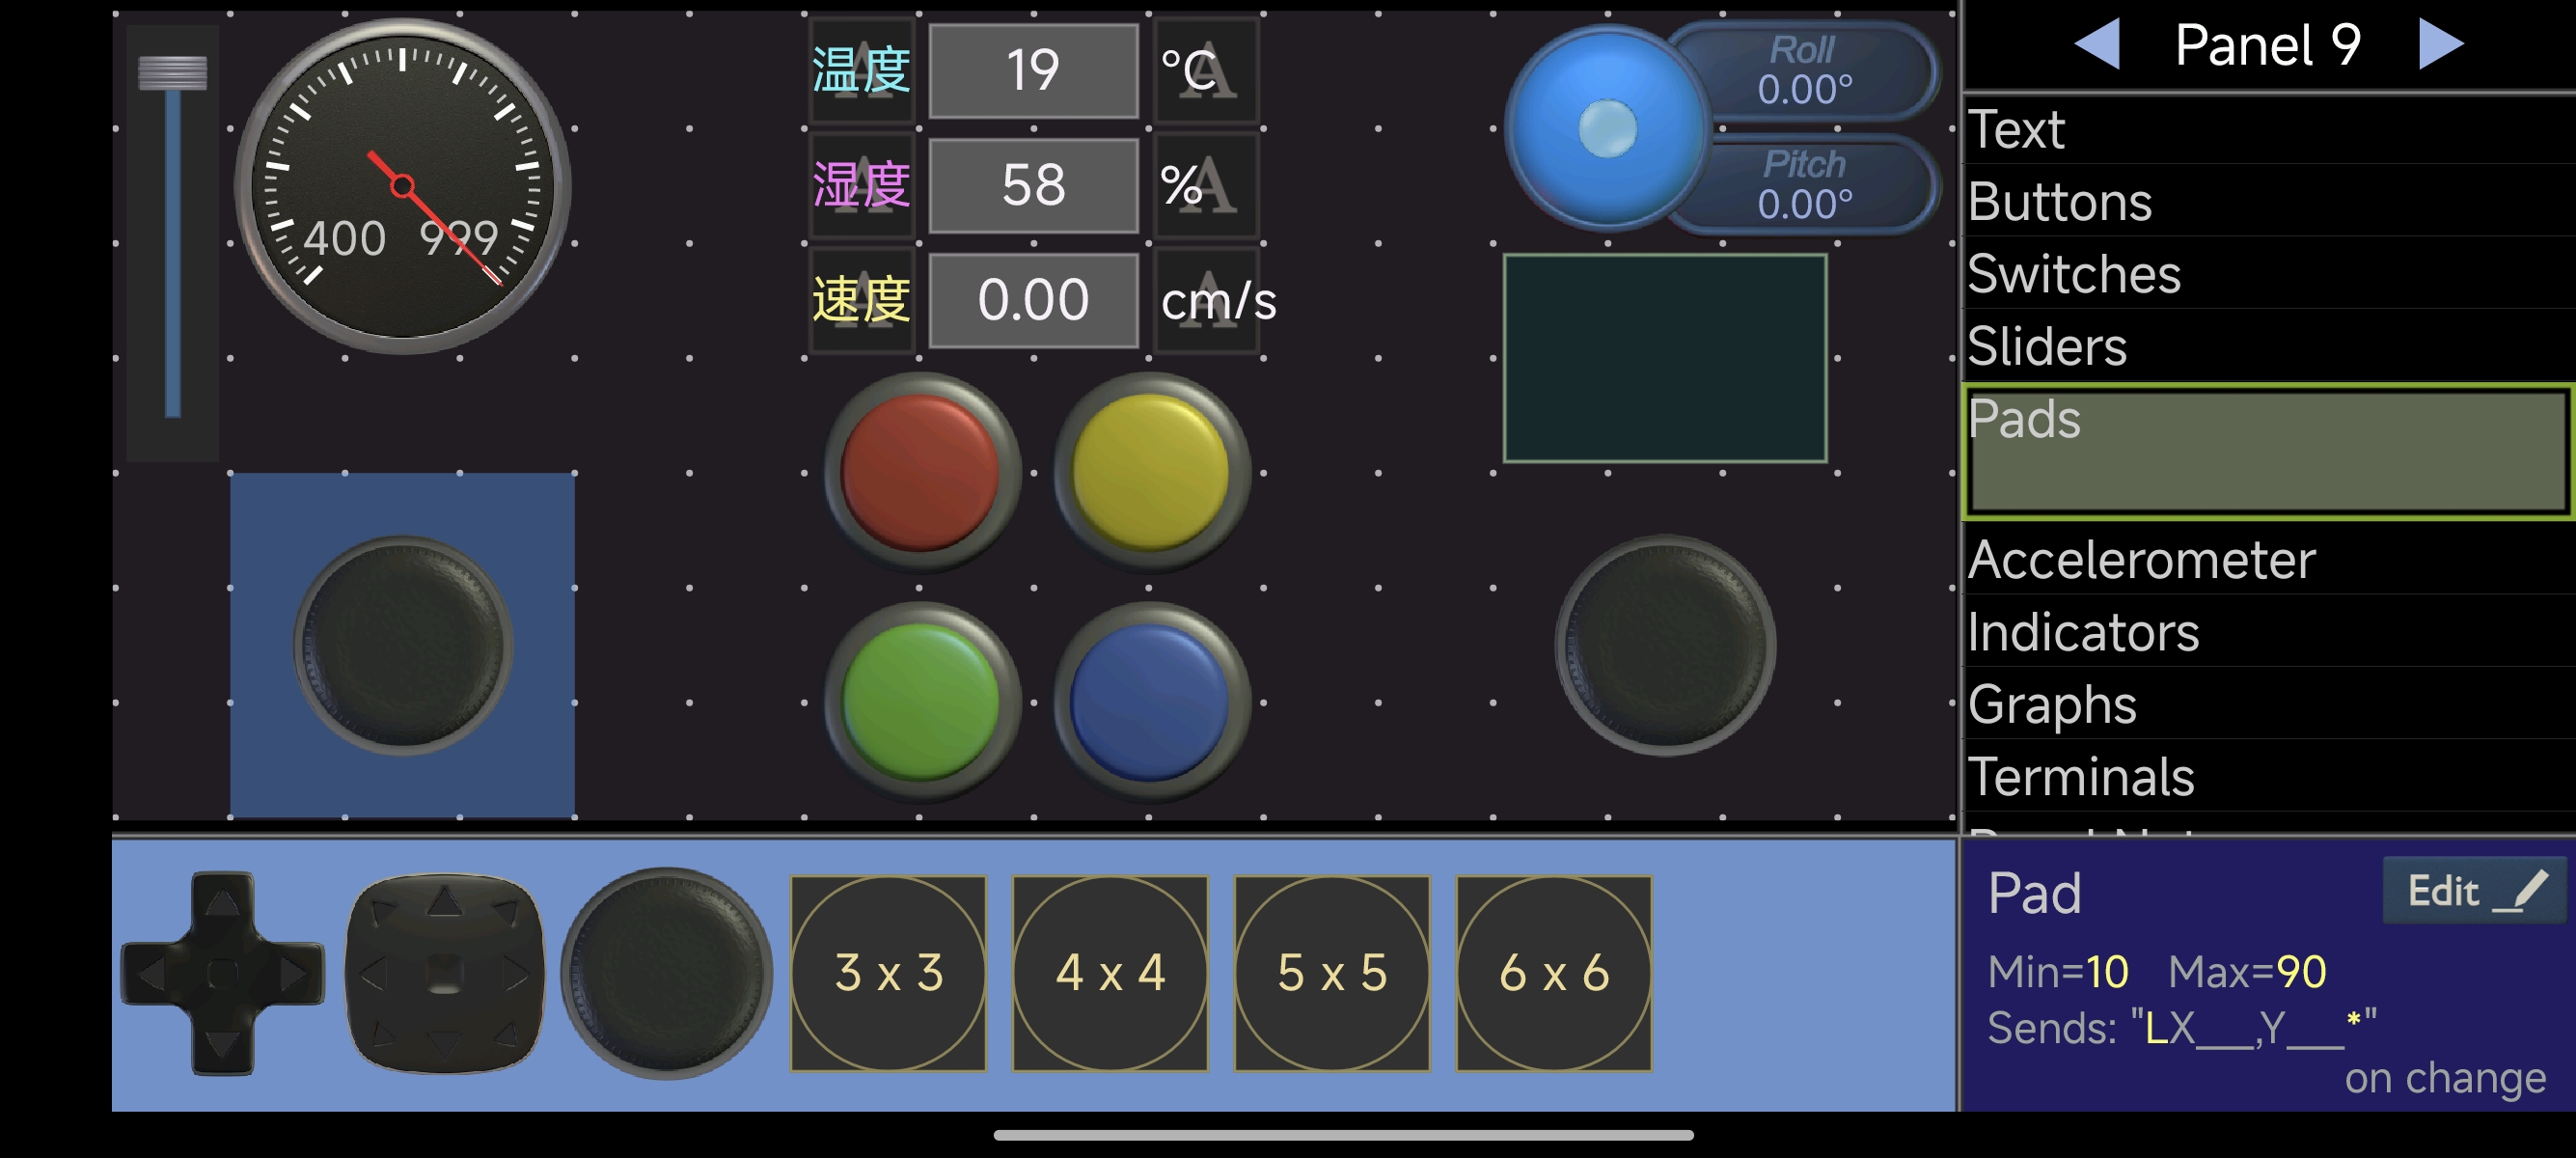 400 999
温度 A 19 °C A
湿度 A 58 % A
速度 A 0.00 cm/s A
Roll
0.00°
Pitch
0.00°
Panel 9
Text
Buttons
Switches
Sliders
Pads
Accelerometer
Indicators
Graphs
Terminals
3 x 3
4 x 4
5 x 5
6 x 6
Pad
Edit
Min=10 Max=90
Sends: "LX___,Y___*"
on change